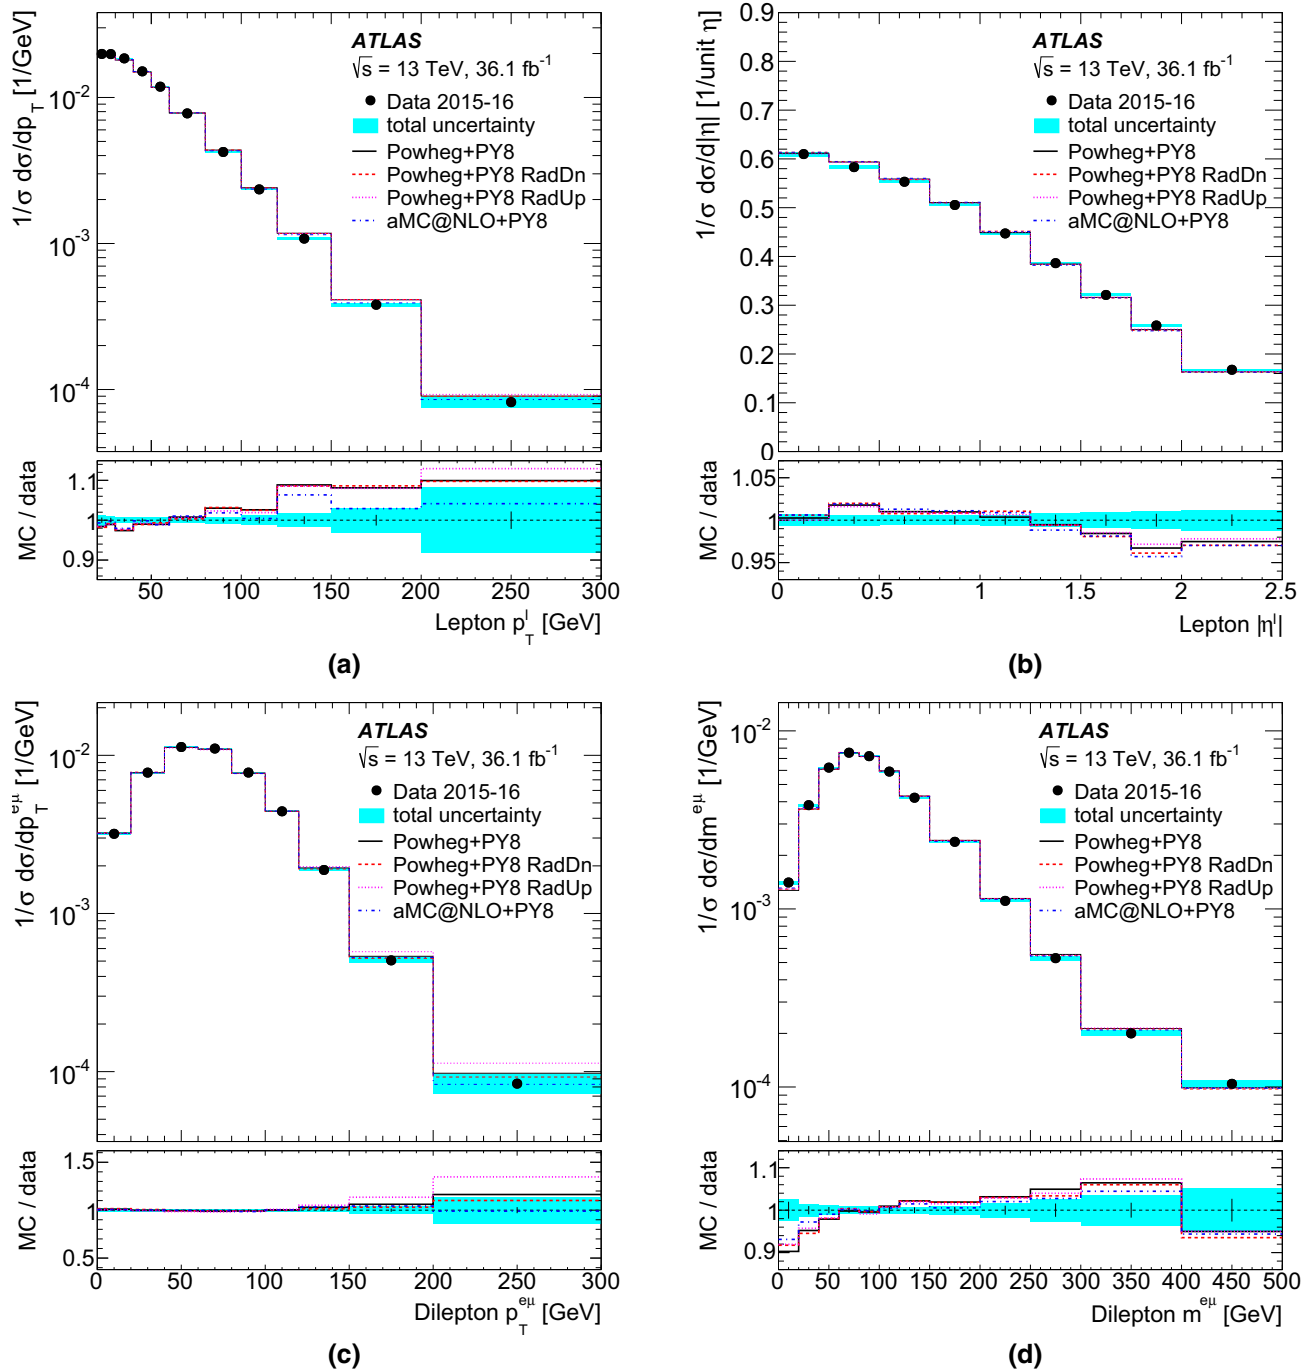 ATLAS
√s = 13 TeV, 36.1 fb⁻¹
Data 2015-16
total uncertainty
Powheg+PY8
Powheg+PY8 RadDn
Powheg+PY8 RadUp
aMC@NLO+PY8
1/σ dσ/dp_T [1/GeV]
10⁻²
10⁻³
10⁻⁴
MC / data
1.1
1
0.9
50 100 150 200 250 300
Lepton p_T^l [GeV]
(a)
ATLAS
√s = 13 TeV, 36.1 fb⁻¹
Data 2015-16
total uncertainty
Powheg+PY8
Powheg+PY8 RadDn
Powheg+PY8 RadUp
aMC@NLO+PY8
1/σ dσ/d|η| [1/unit η]
0.9
0.8
0.7
0.6
0.5
0.4
0.3
0.2
0.1
0
MC / data
1.05
1
0.95
0 0.5 1 1.5 2 2.5
Lepton |η^l|
(b)
ATLAS
√s = 13 TeV, 36.1 fb⁻¹
Data 2015-16
total uncertainty
Powheg+PY8
Powheg+PY8 RadDn
Powheg+PY8 RadUp
aMC@NLO+PY8
1/σ dσ/dp_T^eμ [1/GeV]
10⁻²
10⁻³
10⁻⁴
MC / data
1.5
1
0.5
0 50 100 150 200 250 300
Dilepton p_T^eμ [GeV]
(c)
ATLAS
√s = 13 TeV, 36.1 fb⁻¹
Data 2015-16
total uncertainty
Powheg+PY8
Powheg+PY8 RadDn
Powheg+PY8 RadUp
aMC@NLO+PY8
1/σ dσ/dm^eμ [1/GeV]
10⁻²
10⁻³
10⁻⁴
MC / data
1.1
1
0.9
0 50 100 150 200 250 300 350 400 450 500
Dilepton m^eμ [GeV]
(d)